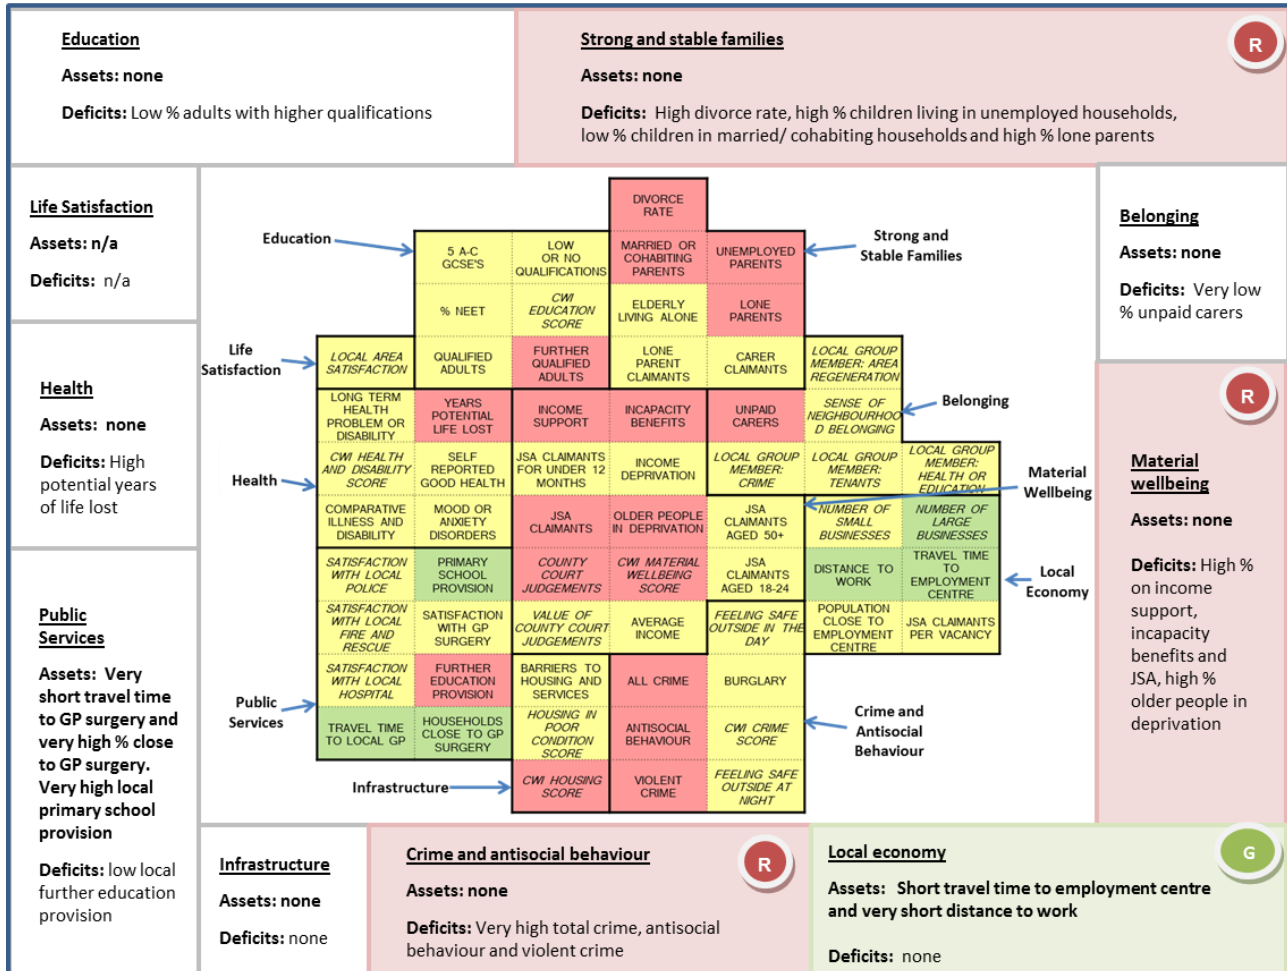 Education
Assets: none
Deficits: Low % adults with higher qualifications
Strong and stable families
R
Assets: none
Deficits: High divorce rate, high % children living in unemployed households,
low % children in married/ cohabiting households and high % lone parents
Life Satisfaction
Assets: n/a
Deficits: n/a
Health
Assets: none
Deficits: High
potential years
of life lost
Public
Services
Assets: Very
short travel time
to GP surgery and
very high % close
to GP surgery.
Very high local
primary school
provision
Deficits: low local
further education
provision
Education
Life
Satisfaction
Health
Public
Services
Infrastructure
DIVORCE
RATE
5 A-C
GCSE'S
LOW
OR NO
QUALIFICATIONS
MARRIED OR
COHABITING
PARENTS
UNEMPLOYED
PARENTS
% NEET
CWI
EDUCATION
SCORE
ELDERLY
LIVING ALONE
LONE
PARENTS
LOCAL AREA
SATISFACTION
QUALIFIED
ADULTS
FURTHER
QUALIFIED
ADULTS
LONE
PARENT
CLAIMANTS
CARER
CLAIMANTS
LOCAL GROUP
MEMBER: AREA
REGENERATION
LONG TERM
HEALTH
PROBLEM OR
DISABILITY
YEARS
POTENTIAL
LIFE LOST
INCOME
SUPPORT
INCAPACITY
BENEFITS
UNPAID
CARERS
SENSE OF
NEIGHBOURHOO
D BELONGING
CWI HEALTH
AND DISABILITY
SCORE
SELF
REPORTED
GOOD HEALTH
JSA CLAIMANTS
FOR UNDER 12
MONTHS
INCOME
DEPRIVATION
LOCAL GROUP
MEMBER:
CRIME
LOCAL GROUP
MEMBER:
TENANTS
LOCAL GROUP
MEMBER:
HEALTH OR
EDUCATION
COMPARATIVE
ILLNESS AND
DISABILITY
MOOD OR
ANXIETY
DISORDERS
JSA
CLAIMANTS
OLDER PEOPLE
IN DEPRIVATION
JSA
CLAIMANTS
AGED 50+
NUMBER OF
SMALL
BUSINESSES
NUMBER OF
LARGE
BUSINESSES
SATISFACTION
WITH LOCAL
POLICE
PRIMARY
SCHOOL
PROVISION
COUNTY
COURT
JUDGEMENTS
CWI MATERIAL
WELLBEING
SCORE
JSA
CLAIMANTS
AGED 18-24
DISTANCE TO
WORK
TRAVEL TIME
TO
EMPLOYMENT
CENTRE
SATISFACTION
WITH LOCAL
FIRE AND
RESCUE
SATISFACTION
WITH GP
SURGERY
VALUE OF
COUNTY COURT
JUDGEMENTS
AVERAGE
INCOME
FEELING SAFE
OUTSIDE IN THE
DAY
POPULATION
CLOSE TO
EMPLOYMENT
CENTRE
JSA CLAIMANTS
PER VACANCY
SATISFACTION
WITH LOCAL
HOSPITAL
FURTHER
EDUCATION
PROVISION
BARRIERS TO
HOUSING AND
SERVICES
ALL CRIME
BURGLARY
TRAVEL TIME
TO LOCAL GP
HOUSEHOLDS
CLOSE TO GP
SURGERY
HOUSING IN
POOR
CONDITION
SCORE
ANTISOCIAL
BEHAVIOUR
CWI CRIME
SCORE
CWI HOUSING
SCORE
VIOLENT
CRIME
FEELING SAFE
OUTSIDE AT
NIGHT
Strong and
Stable Families
Belonging
Material
Wellbeing
Local
Economy
Crime and
Antisocial
Behaviour
Belonging
Assets: none
Deficits: Very low
% unpaid carers
R
Material
wellbeing
Assets: none
Deficits: High %
on income
support,
incapacity
benefits and
JSA, high %
older people in
deprivation
Infrastructure
Assets: none
Deficits: none
Crime and antisocial behaviour
R
Assets: none
Deficits: Very high total crime, antisocial
behaviour and violent crime
Local economy
G
Assets: Short travel time to employment centre
and very short distance to work
Deficits: none